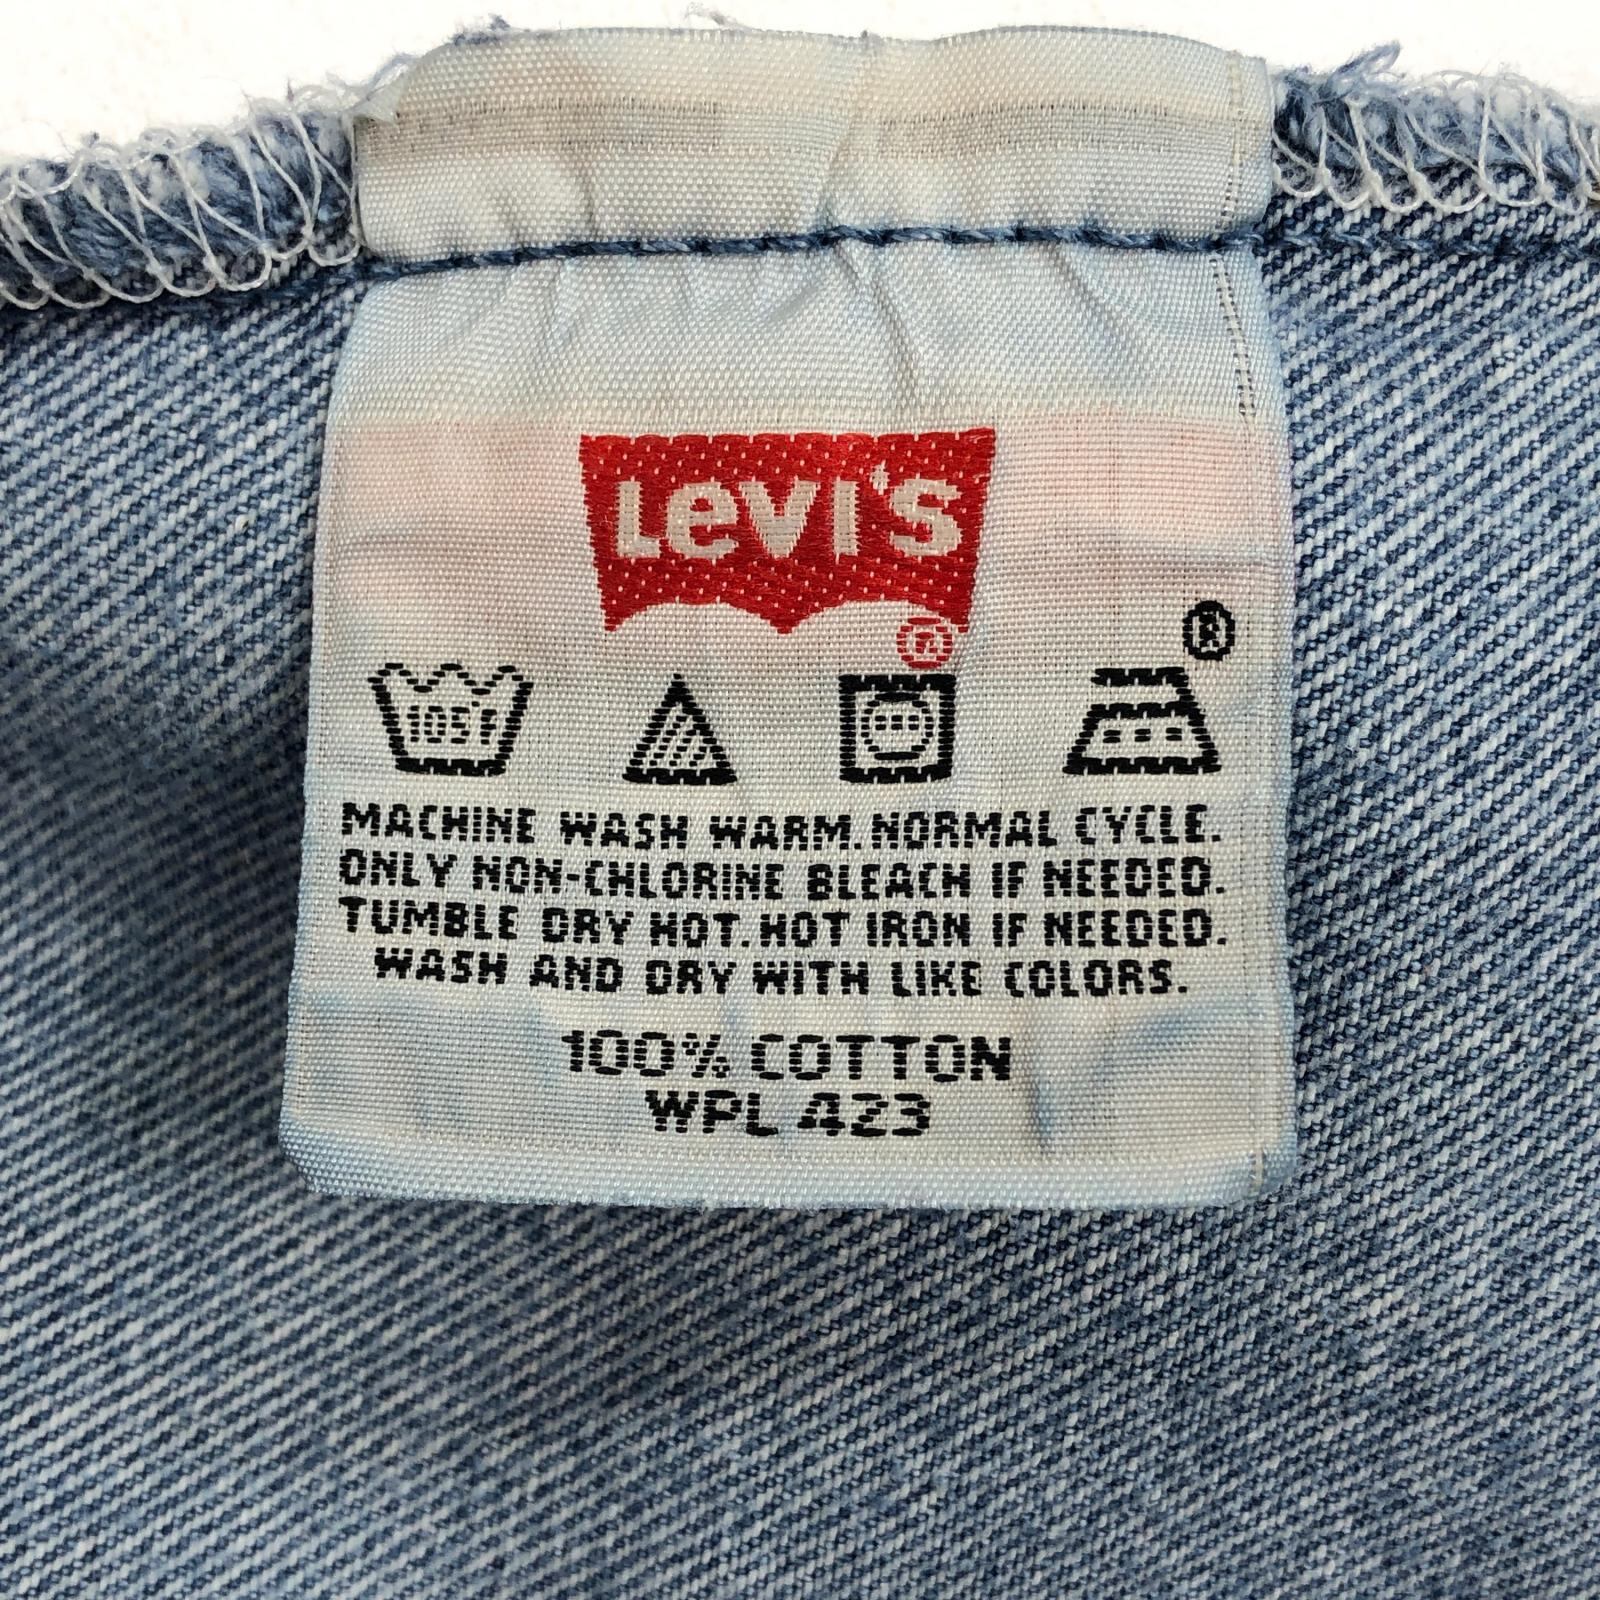 Levi's
®
®
105°F
MACHINE WASH WARM. NORMAL CYCLE.
ONLY NON-CHLORINE BLEACH IF NEEDED.
TUMBLE DRY HOT. HOT IRON IF NEEDED.
WASH AND DRY WITH LIKE COLORS.
100% COTTON
WPL 423